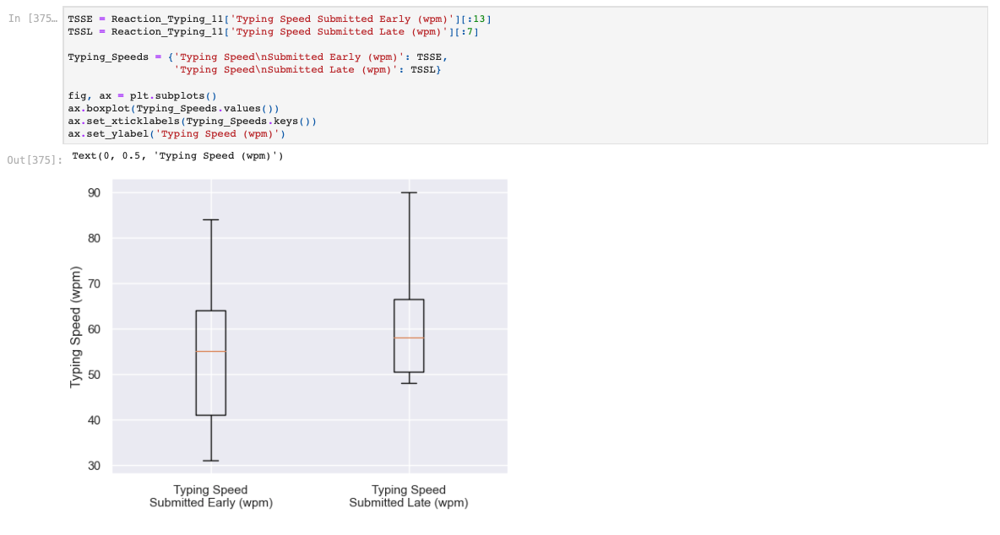 In [375…
TSSE = Reaction_Typing_11['Typing Speed Submitted Early (wpm)'][:13]
TSSL = Reaction_Typing_11['Typing Speed Submitted Late (wpm)'][:7]
Typing_Speeds = {'Typing Speed\nSubmitted Early (wpm)': TSSE,
'Typing Speed\nSubmitted Late (wpm)': TSSL}
fig, ax = plt.subplots()
ax.boxplot(Typing_Speeds.values())
ax.set_xticklabels(Typing_Speeds.keys())
ax.set_ylabel('Typing Speed (wpm)')
Out[375]:
Text(0, 0.5, 'Typing Speed (wpm)')
90
80
70
60
50
40
30
Typing Speed (wpm)
Typing Speed
Submitted Early (wpm)
Typing Speed
Submitted Late (wpm)